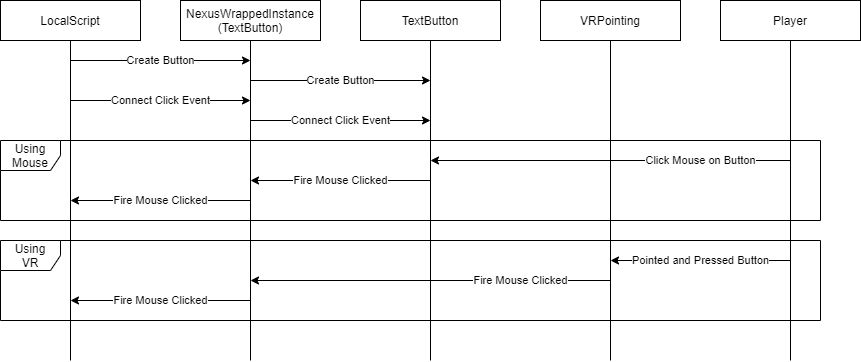 LocalScript
NexusWrappedInstance
(TextButton)
TextButton
VRPointing
Player
Create Button
Create Button
Connect Click Event
Connect Click Event
Using
Mouse
Click Mouse on Button
Fire Mouse Clicked
Fire Mouse Clicked
Using
VR
Pointed and Pressed Button
Fire Mouse Clicked
Fire Mouse Clicked